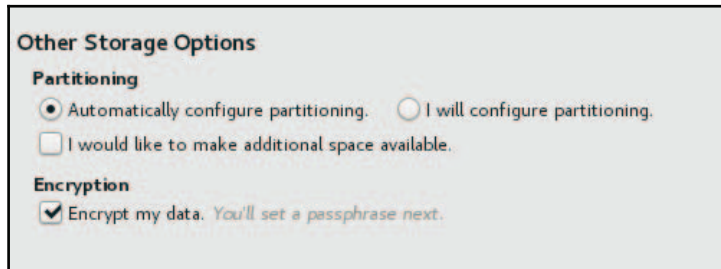 Other Storage Options
Partitioning
Automatically configure partitioning. I will configure partitioning.
I would like to make additional space available.
Encryption
Encrypt my data. You'll set a passphrase next.